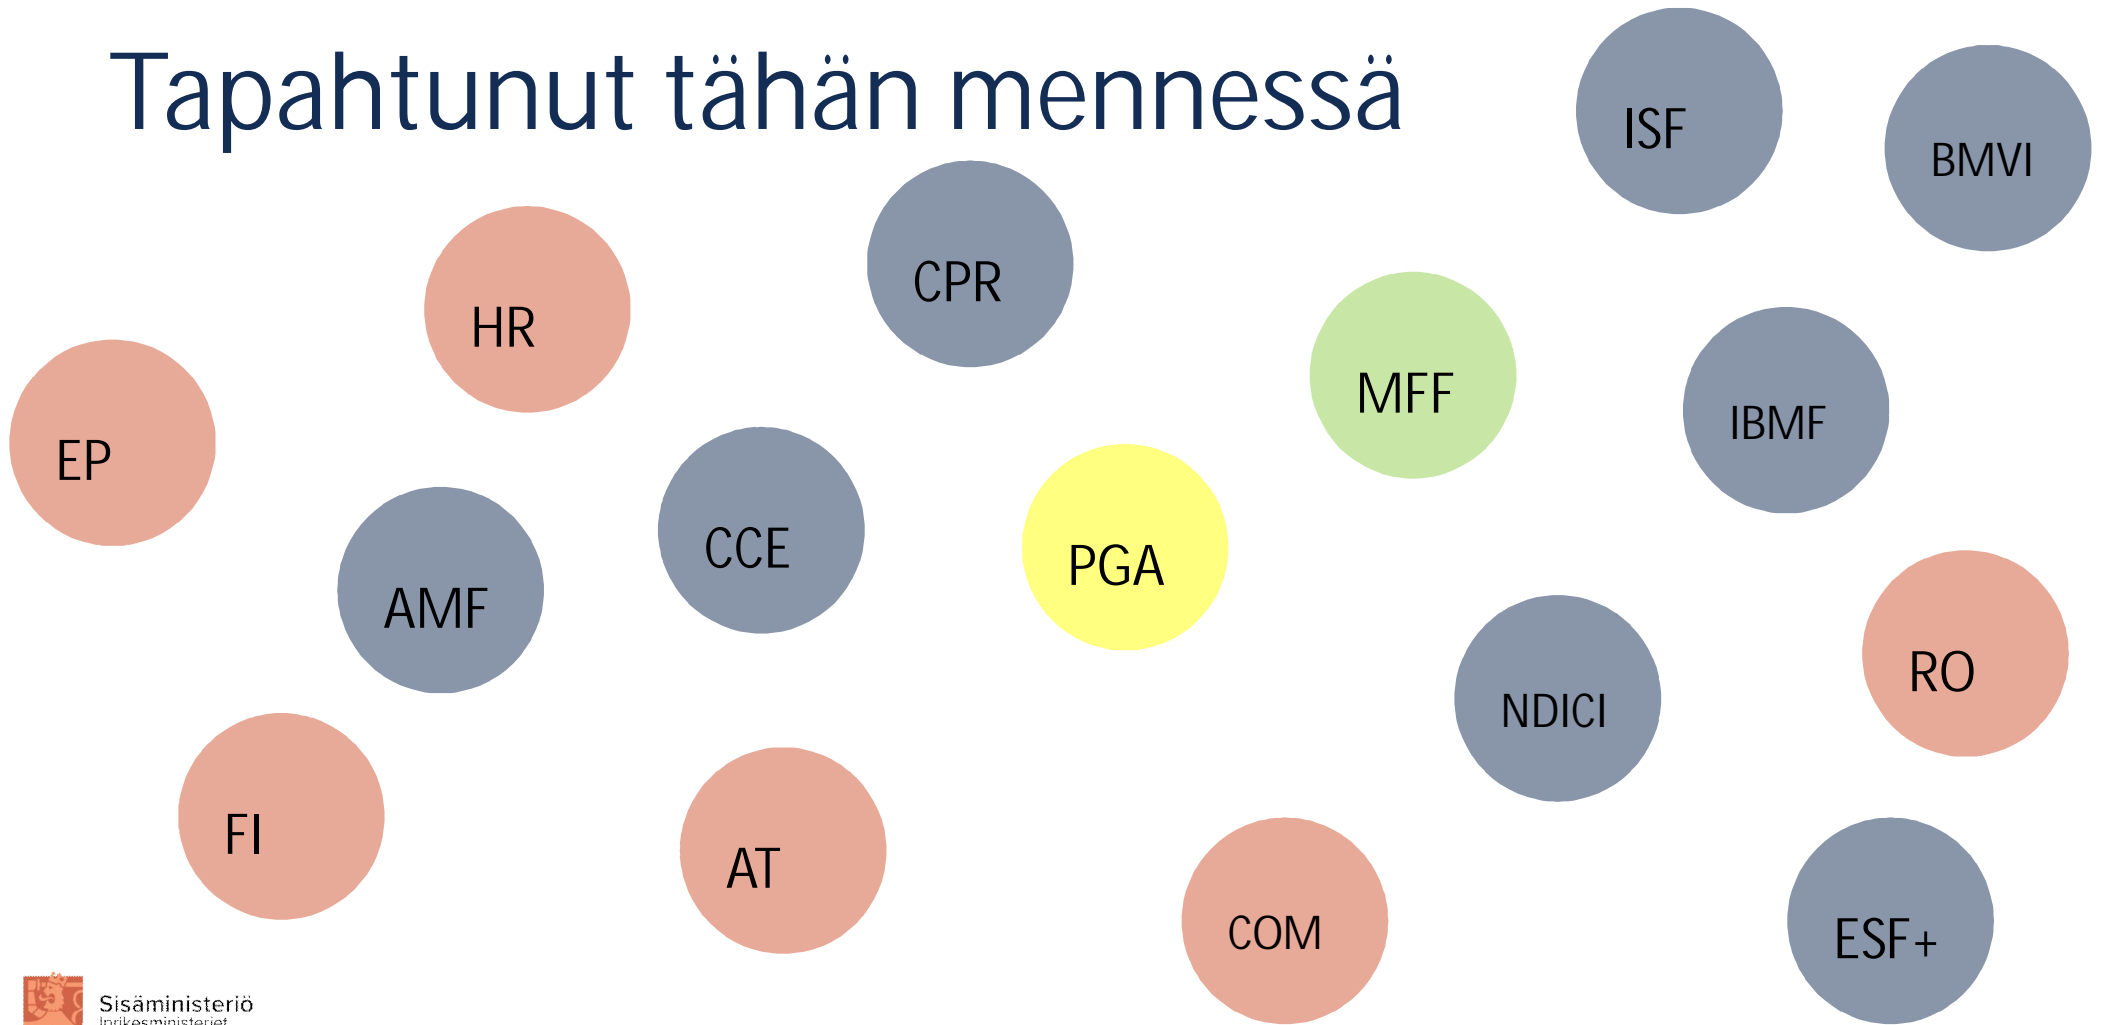 Tapahtunut tähän mennessä
ISF
BMVI
CPR
HR
MFF
IBMF
EP
CCE
PGA
AMF
RO
NDICI
FI
AT
COM
ESF+
Sisäministeriö
Inrikesministeriet